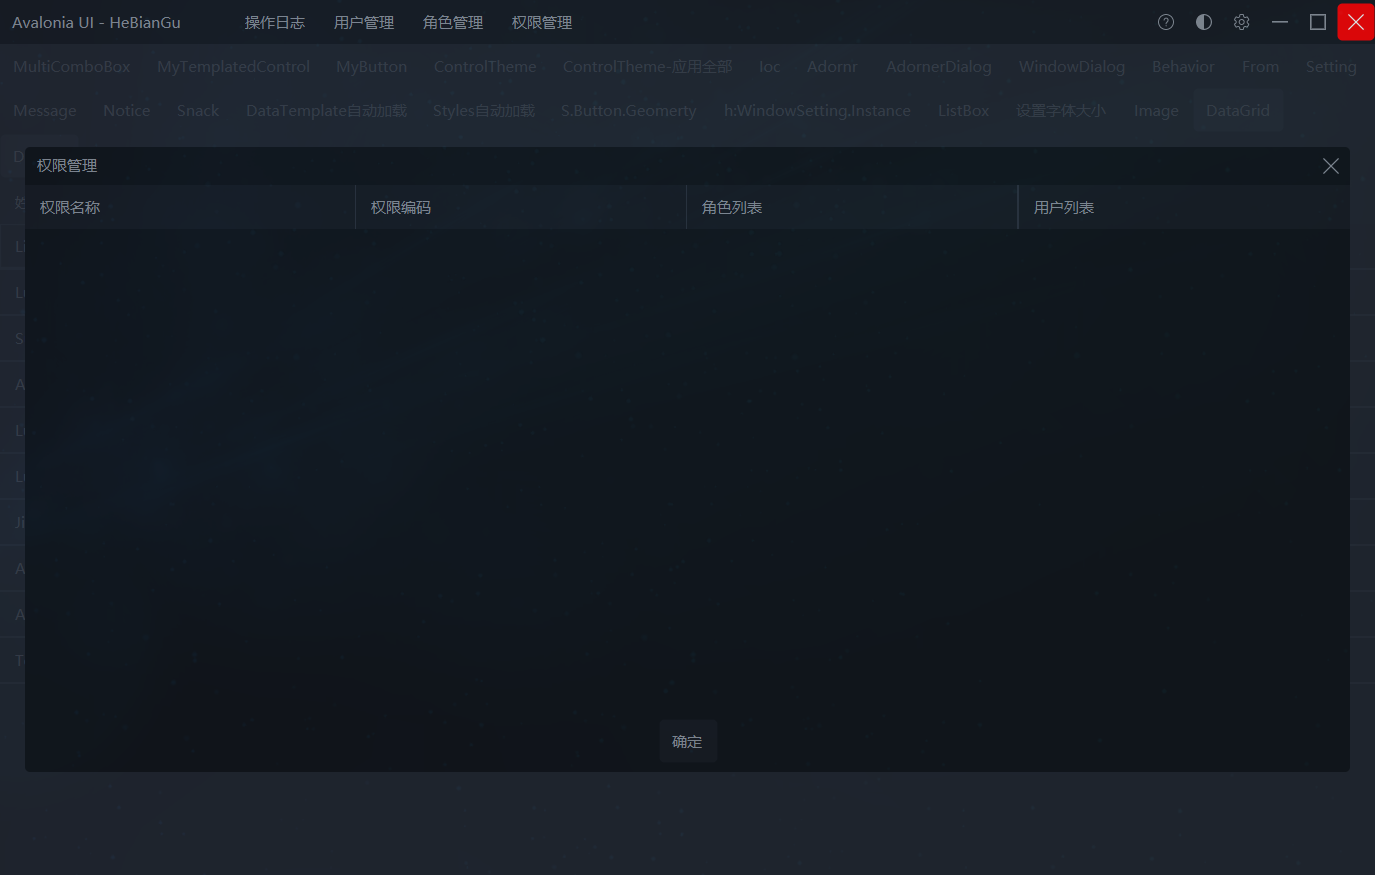 Avalonia UI - HeBianGu 操作日志 用户管理 角色管理 权限管理
MultiComboBox MyTemplatedControl MyButton ControlTheme ControlTheme-应用全部 Ioc Adornr AdornerDialog WindowDialog Behavior From Setting
Message Notice Snack DataTemplate自动加载 Styles自动加载 S.Button.Geomerty h:WindowSetting.Instance ListBox 设置字体大小 Image DataGrid
权限管理
权限名称 权限编码 角色列表 用户列表
确定